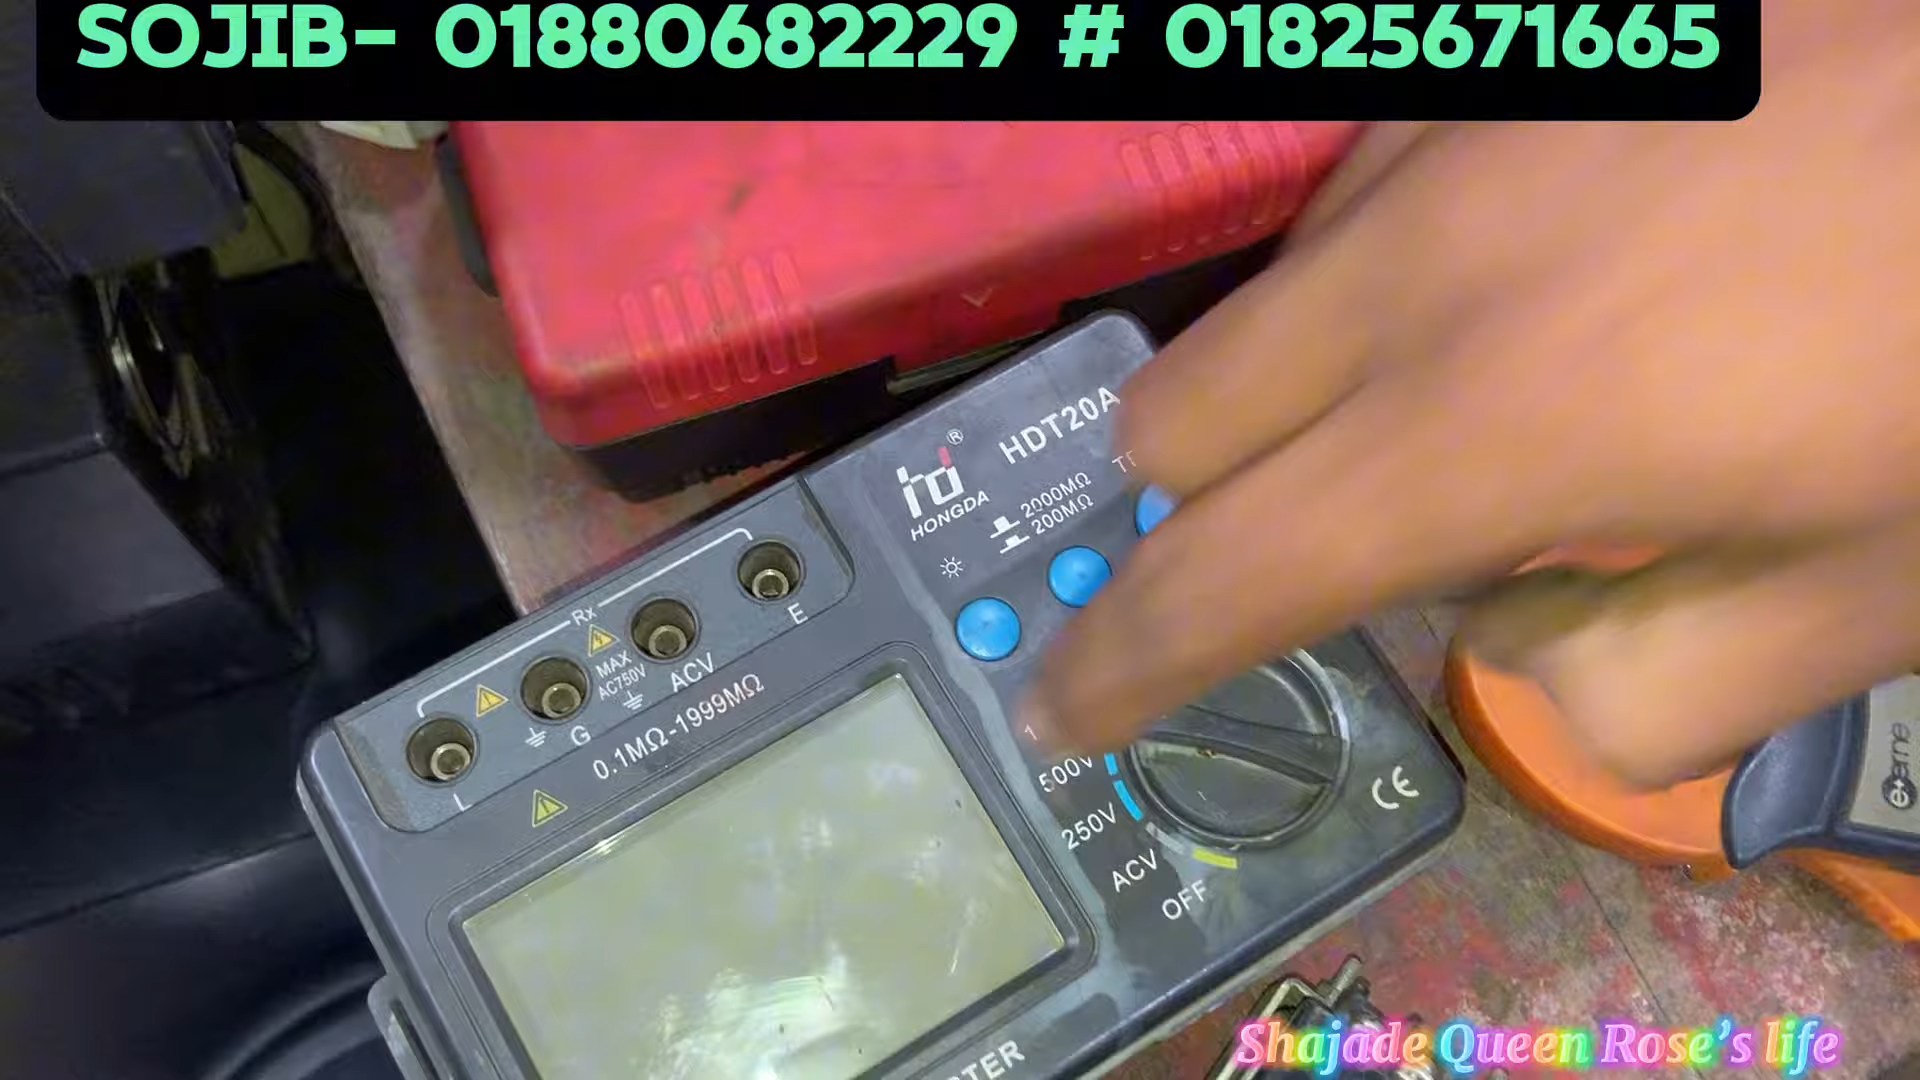 SOJIB- 01880682229 # 01825671665
HDT20A
HONGDA
2000MΩ
200MΩ
Rx
E
MAX
AC750V
ACV
G
L
0.1MΩ-1999MΩ
500V
250V
ACV
OFF
CE
e+eme
Shajade Queen Rose's life